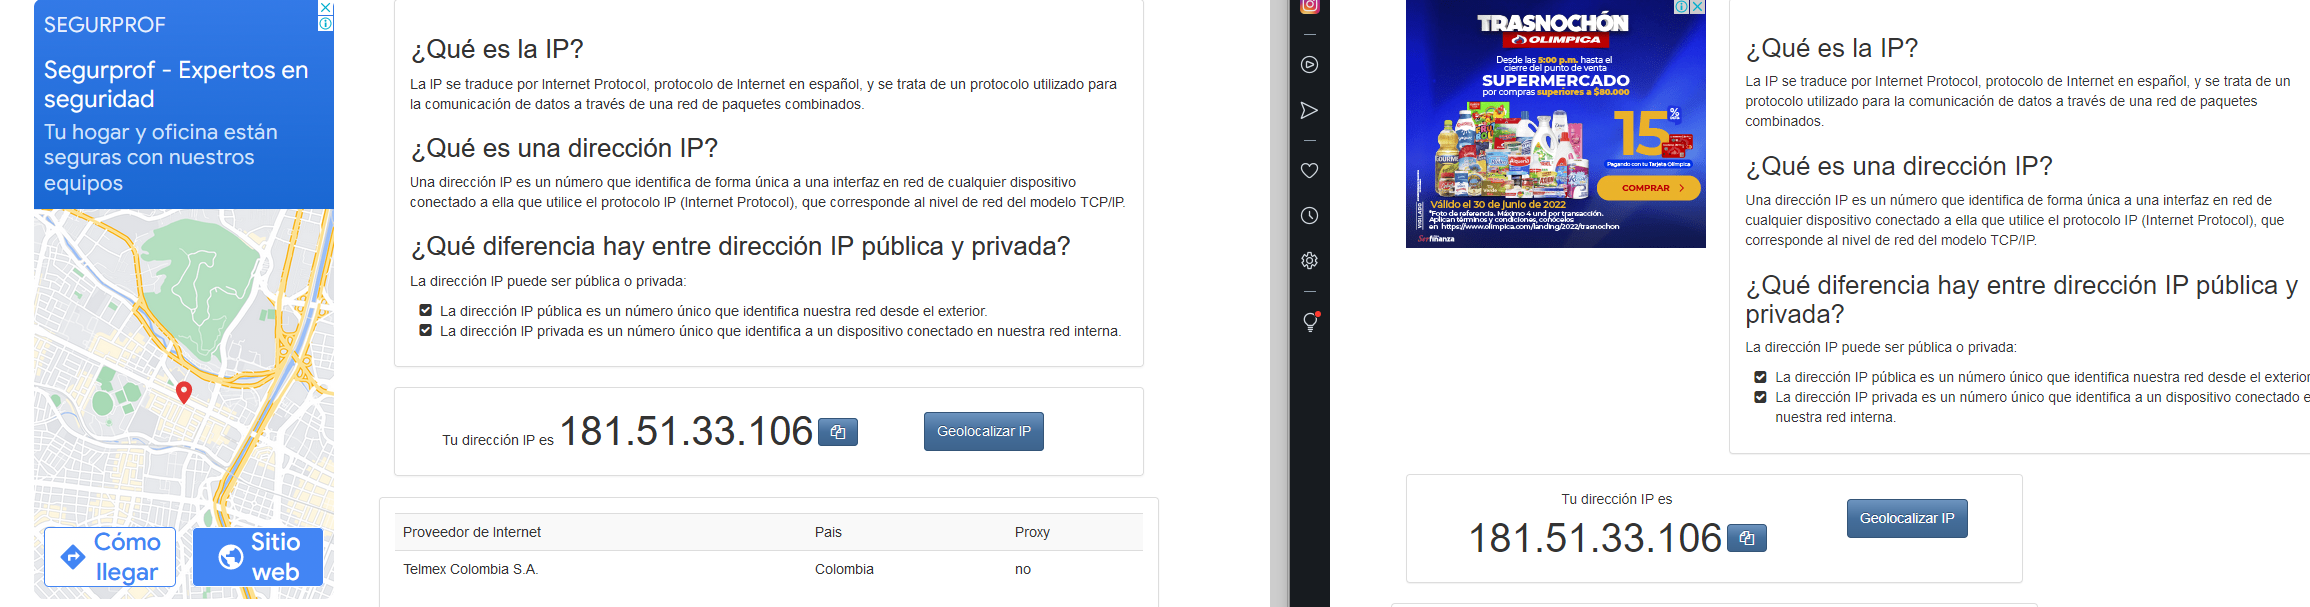 SEGURPROF
Segurprof - Expertos en
seguridad
Tu hogar y oficina están
seguras con nuestros
equipos
Cómo
llegar
Sitio
web
¿Qué es la IP?
La IP se traduce por Internet Protocol, protocolo de Internet en español, y se trata de un protocolo utilizado para
la comunicación de datos a través de una red de paquetes combinados.
¿Qué es una dirección IP?
Una dirección IP es un número que identifica de forma única a una interfaz en red de cualquier dispositivo
conectado a ella que utilice el protocolo IP (Internet Protocol), que corresponde al nivel de red del modelo TCP/IP.
¿Qué diferencia hay entre dirección IP pública y privada?
La dirección IP puede ser pública o privada:
La dirección IP pública es un número único que identifica nuestra red desde el exterior.
La dirección IP privada es un número único que identifica a un dispositivo conectado en nuestra red interna.
Tu dirección IP es 181.51.33.106
Geolocalizar IP
Proveedor de Internet Pais Proxy
Telmex Colombia S.A. Colombia no
TRASNOCHÓN
OLIMPICA
Desde las 5:00 p.m. hasta el
cierre del punto de venta
SUPERMERCADO
por compras superiores a $80.000
15%
Pagando con tu Tarjeta Olímpica
COMPRAR
VIGILADO
Válido el 30 de Junio de 2022
*Foto de referencia. Máximo 4 und por transacción.
Aplican términos y condiciones, conócelos
en https://www.olimpica.com/landing/2022/trasnochon
Serfinanza
¿Qué es la IP?
La IP se traduce por Internet Protocol, protocolo de Internet en español, y se trata de un
protocolo utilizado para la comunicación de datos a través de una red de paquetes
combinados.
¿Qué es una dirección IP?
Una dirección IP es un número que identifica de forma única a una interfaz en red de
cualquier dispositivo conectado a ella que utilice el protocolo IP (Internet Protocol), que
corresponde al nivel de red del modelo TCP/IP.
¿Qué diferencia hay entre dirección IP pública y
privada?
La dirección IP puede ser pública o privada:
La dirección IP pública es un número único que identifica nuestra red desde el exterior
La dirección IP privada es un número único que identifica a un dispositivo conectado e
nuestra red interna.
Tu dirección IP es
181.51.33.106
Geolocalizar IP